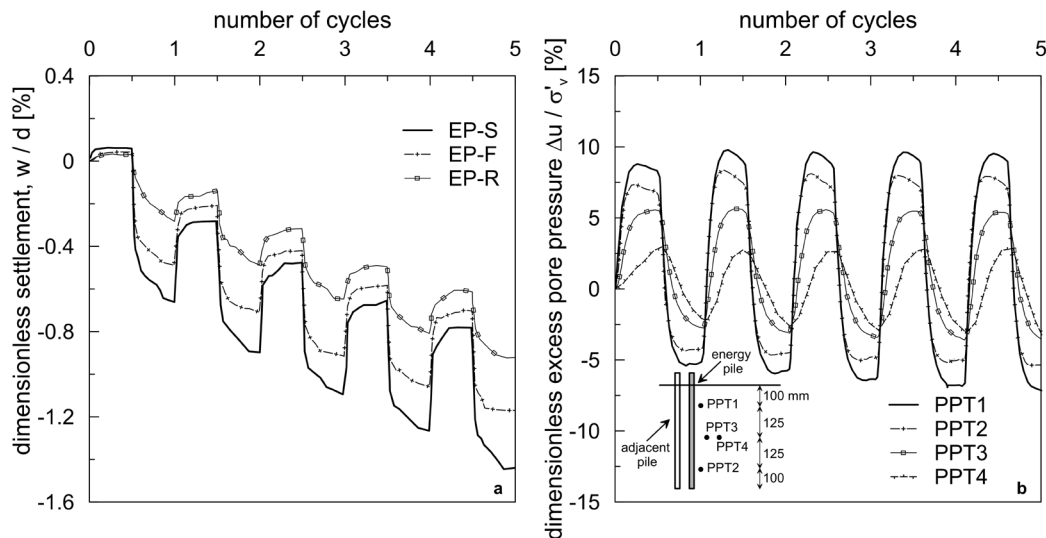 number of cycles
0 1 2 3 4 5
0.4
0
-0.4
-0.8
-1.2
-1.6
dimensionless settlement, w / d [%]
EP-S
EP-F
EP-R
a
number of cycles
0 1 2 3 4 5
15
10
5
0
-5
-10
-15
dimensionless excess pore pressure Δu / σ'v [%]
energy
pile
100 mm
PPT1
125
PPT3
PPT4
adjacent
pile
125
PPT2
100
PPT1
PPT2
PPT3
PPT4
b